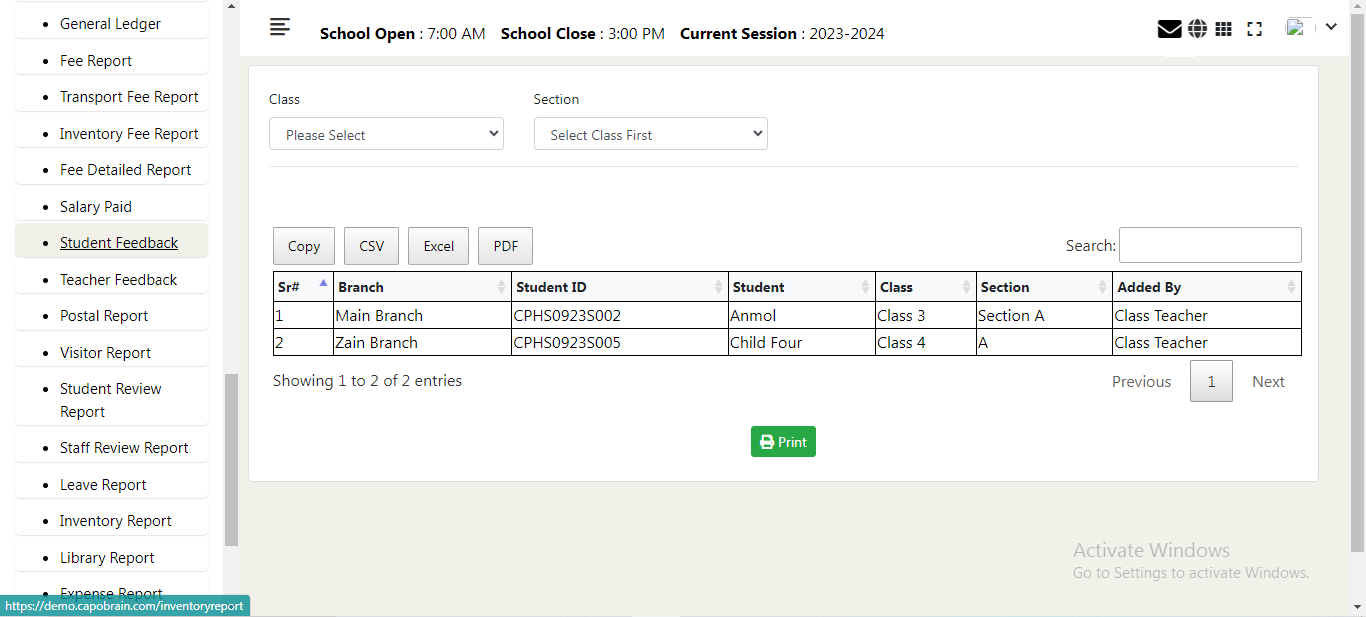 General Ledger
Fee Report
Transport Fee Report
Inventory Fee Report
Fee Detailed Report
Salary Paid
Student Feedback
Teacher Feedback
Postal Report
Visitor Report
Student Review
Report
Staff Review Report
Leave Report
Inventory Report
Library Report
Expense Report
https://demo.capobrain.com/inventoryreport
School Open : 7:00 AM School Close : 3:00 PM Current Session : 2023-2024
Class Section
Please Select Select Class First
Copy CSV Excel PDF Search:
Sr# Branch Student ID Student Class Section Added By
1 Main Branch CPHS0923S002 Anmol Class 3 Section A Class Teacher
2 Zain Branch CPHS0923S005 Child Four Class 4 A Class Teacher
Showing 1 to 2 of 2 entries Previous 1 Next
Print
Activate Windows
Go to Settings to activate Windows.